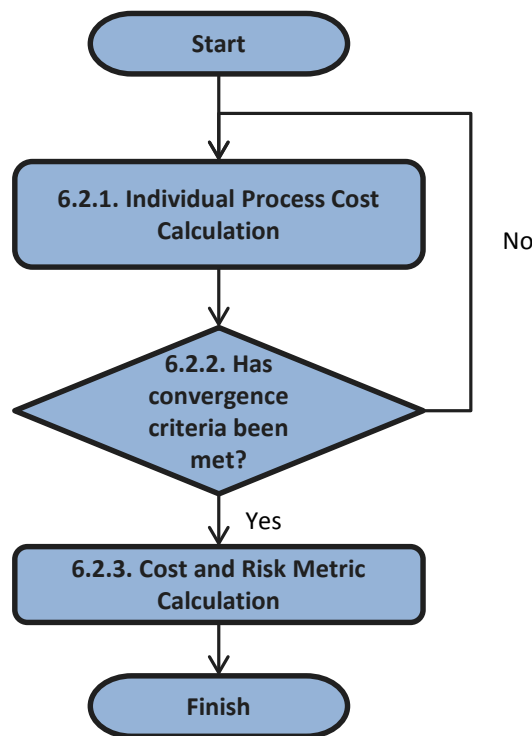 Start
6.2.1. Individual Process Cost
Calculation
No
6.2.2. Has
convergence
criteria been
met?
Yes
6.2.3. Cost and Risk Metric
Calculation
Finish